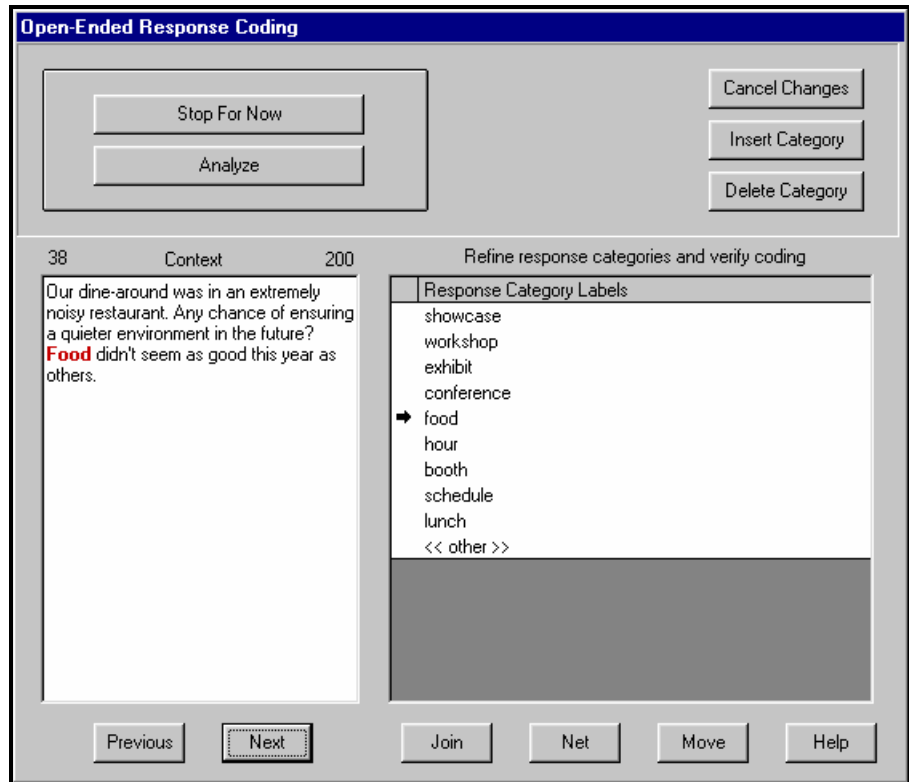 Open-Ended Response Coding
Stop For Now
Analyze
Cancel Changes
Insert Category
Delete Category
38 Context 200
Our dine-around was in an extremely
noisy restaurant. Any chance of ensuring
a quieter environment in the future?
Food didn't seem as good this year as
others.
Refine response categories and verify coding
Response Category Labels
showcase
workshop
exhibit
conference
food
hour
booth
schedule
lunch
<< other >>
Previous
Next
Join
Net
Move
Help